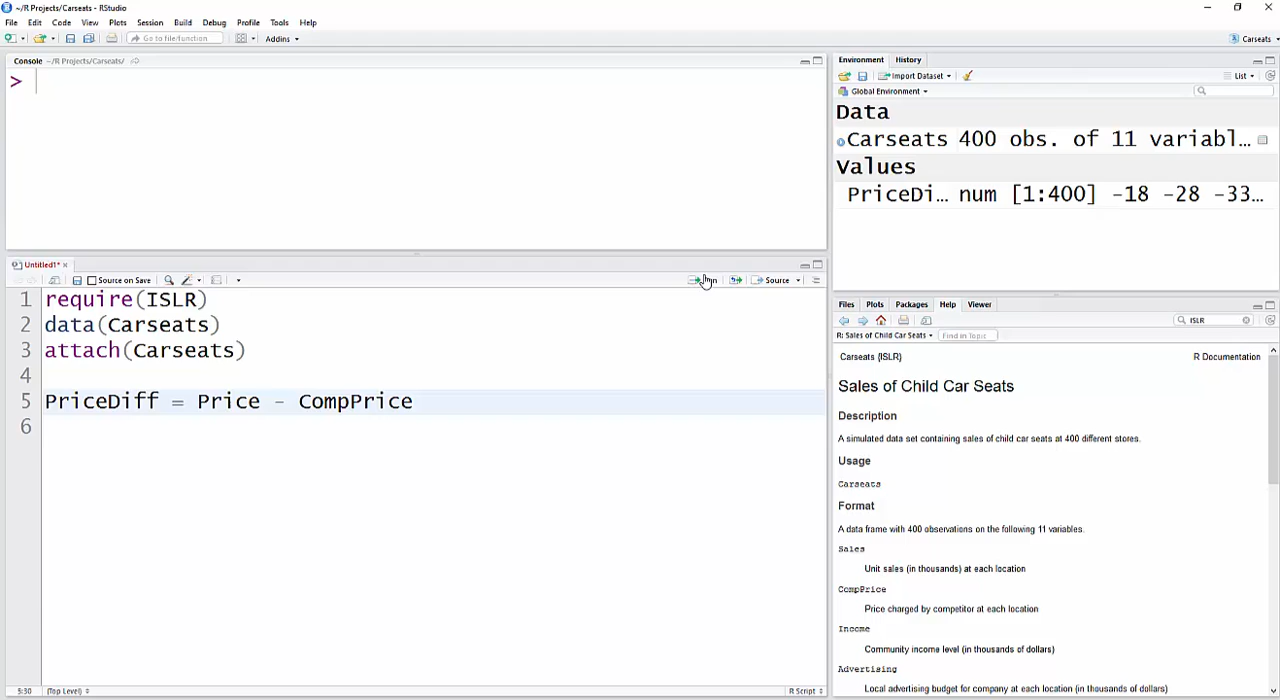 ~/R Projects/Carseats - RStudio
File Edit Code View Plots Session Build Debug Profile Tools Help
Go to file/function Addins Carseats
Console ~/R Projects/Carseats/
>
Untitled1* ×
Source on Save Source
1 require(ISLR)
2 data(Carseats)
3 attach(Carseats)
4
5 PriceDiff = Price - CompPrice
6
5:30 (Top Level) R Script
Environment History
Import Dataset List
Global Environment
Data
Carseats 400 obs. of 11 variabl…
Values
PriceDi… num [1:400] -18 -28 -33…
Files Plots Packages Help Viewer
ISLR
R: Sales of Child Car Seats Find in Topic
Carseats {ISLR} R Documentation
Sales of Child Car Seats
Description
A simulated data set containing sales of child car seats at 400 different stores.
Usage
Carseats
Format
A data frame with 400 observations on the following 11 variables.
Sales
Unit sales (in thousands) at each location
CompPrice
Price charged by competitor at each location
Income
Community income level (in thousands of dollars)
Advertising
Local advertising budget for company at each location (in thousands of dollars)